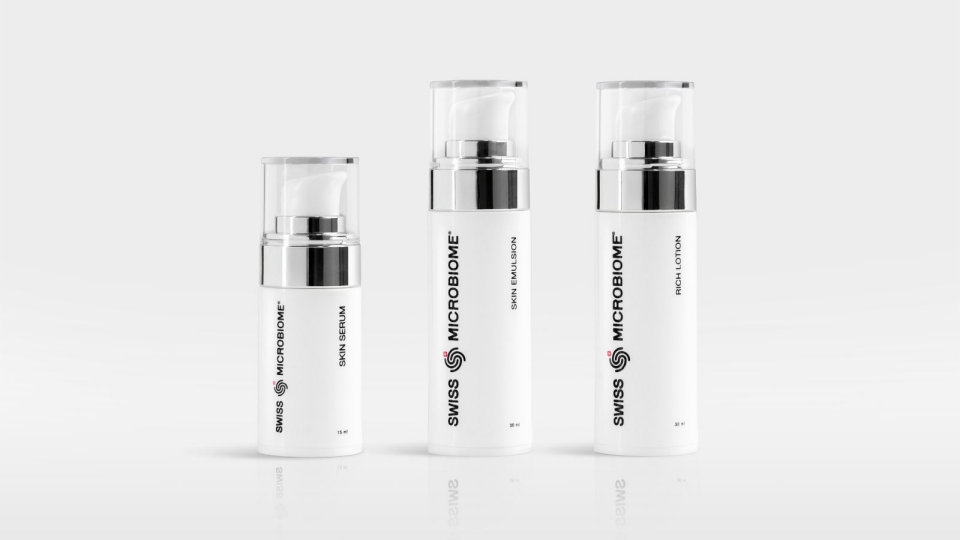 SWISS MICROBIOME®
SKIN SERUM
15 ml
SWISS MICROBIOME®
SKIN EMULSION
SWISS MICROBIOME®
RICH LOTION